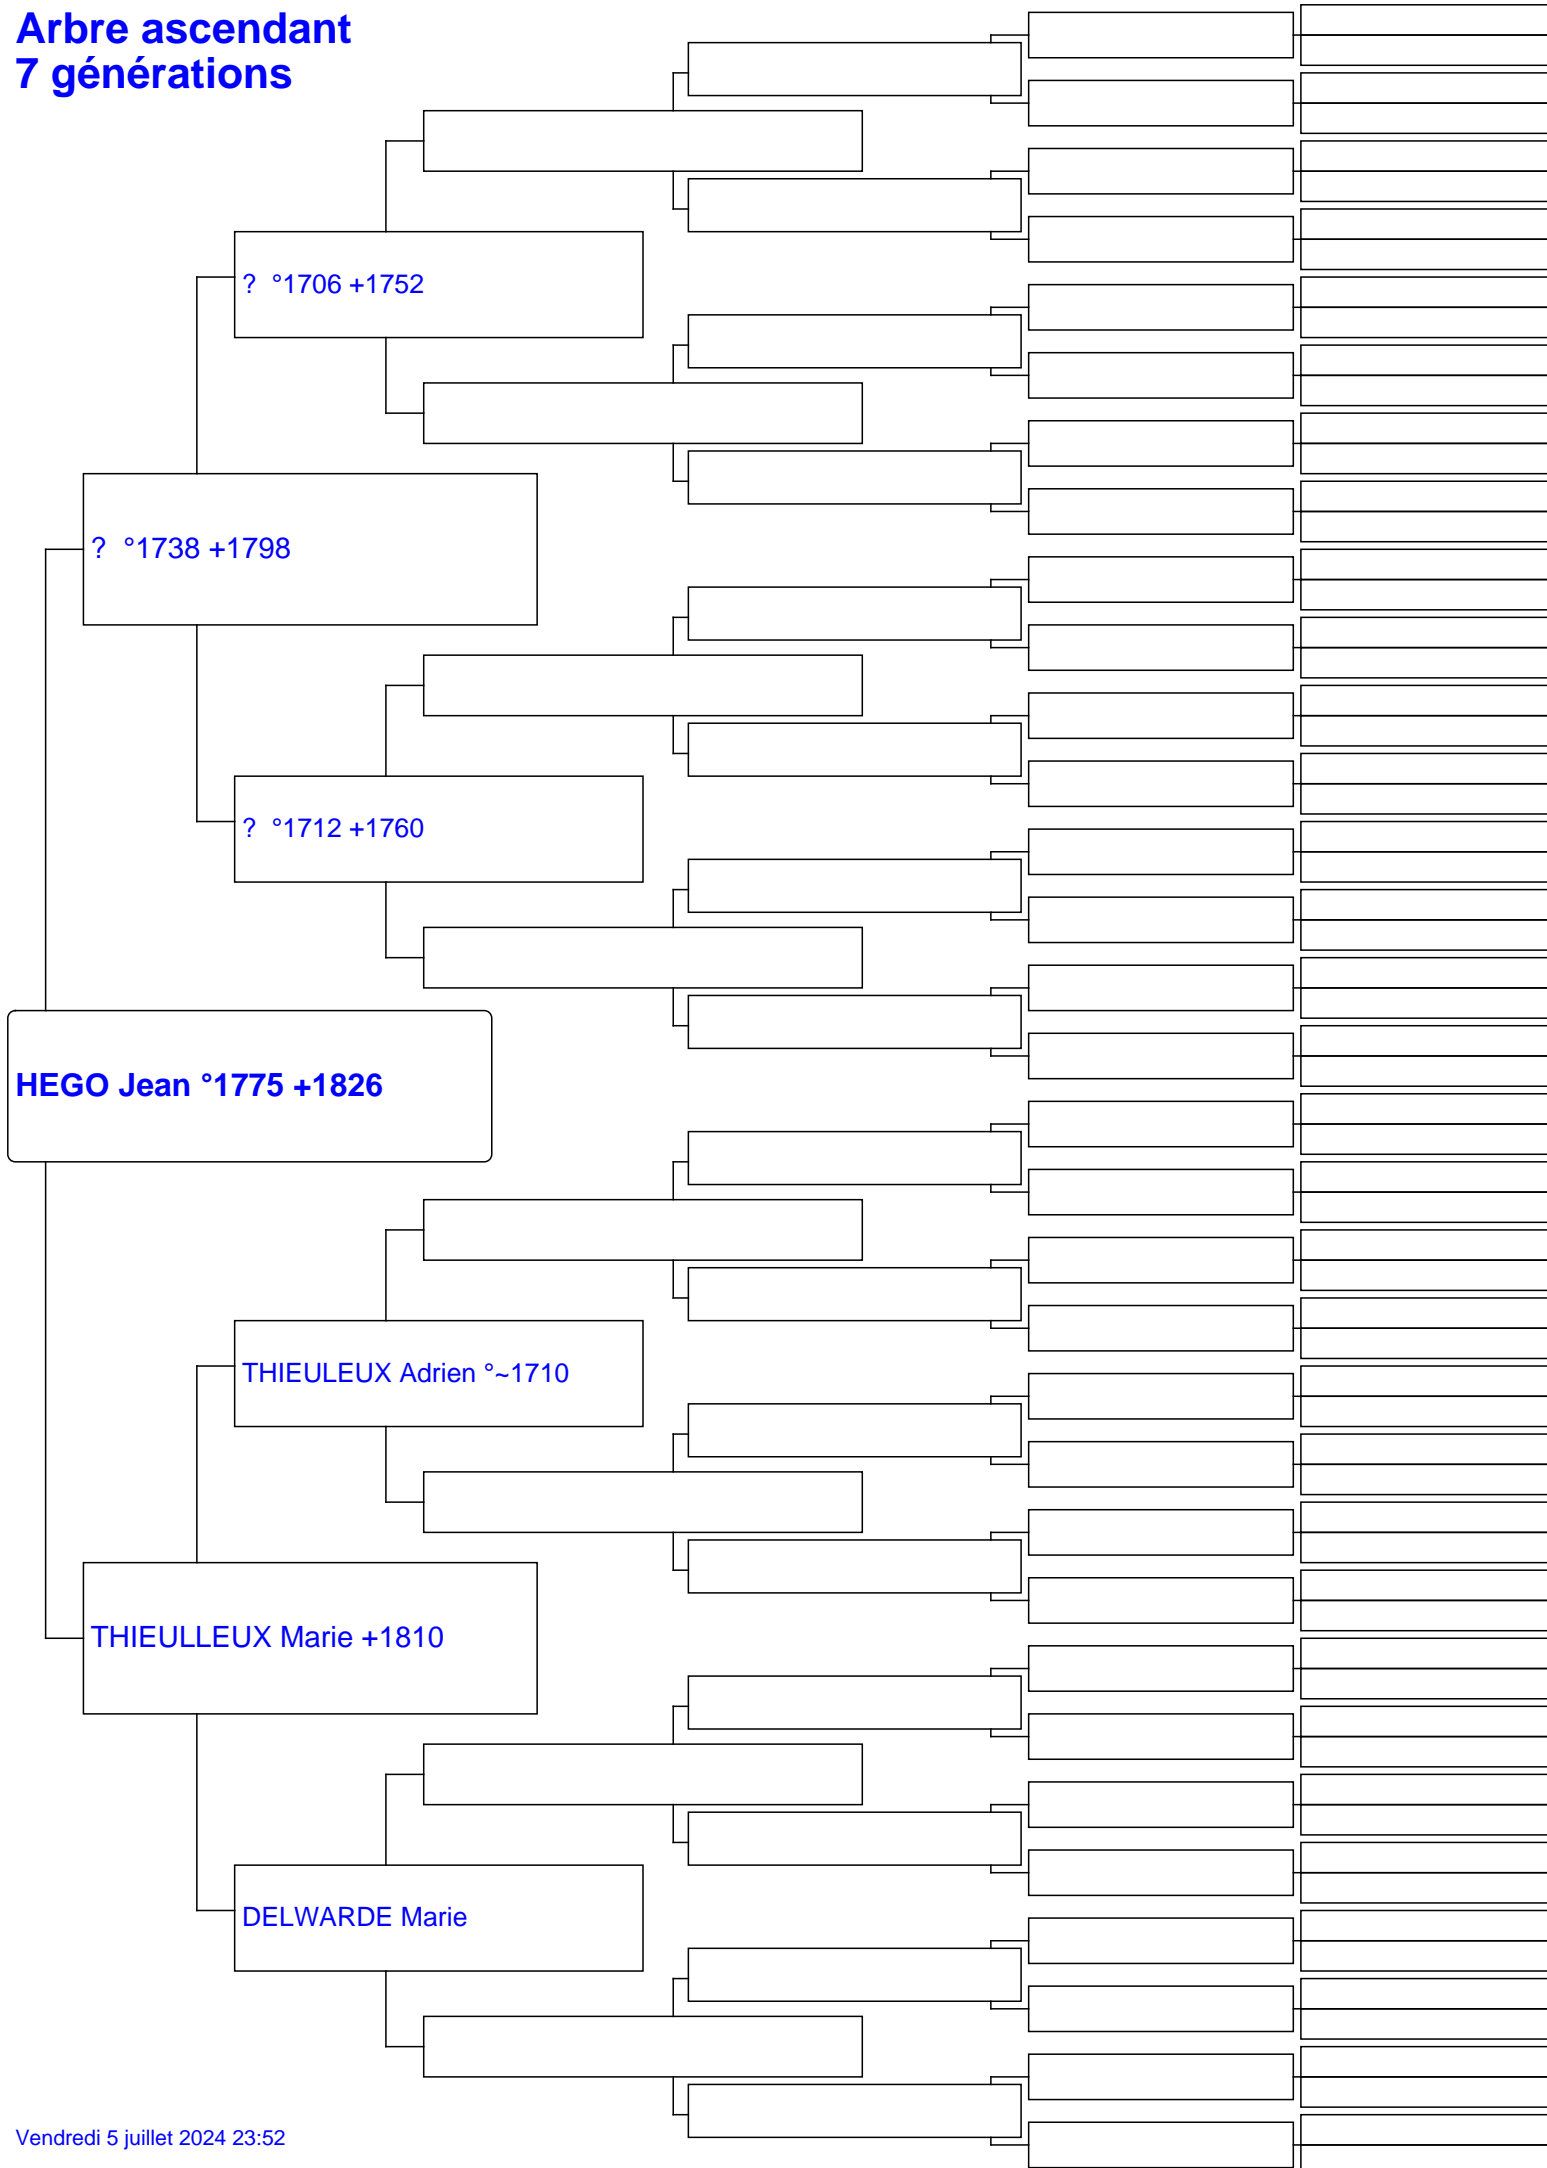 Arbre ascendant
7 générations
? °1706 +1752
? °1738 +1798
? °1712 +1760
HEGO Jean °1775 +1826
THIEULEUX Adrien °~1710
THIEULLEUX Marie +1810
DELWARDE Marie
Vendredi 5 juillet 2024 23:52